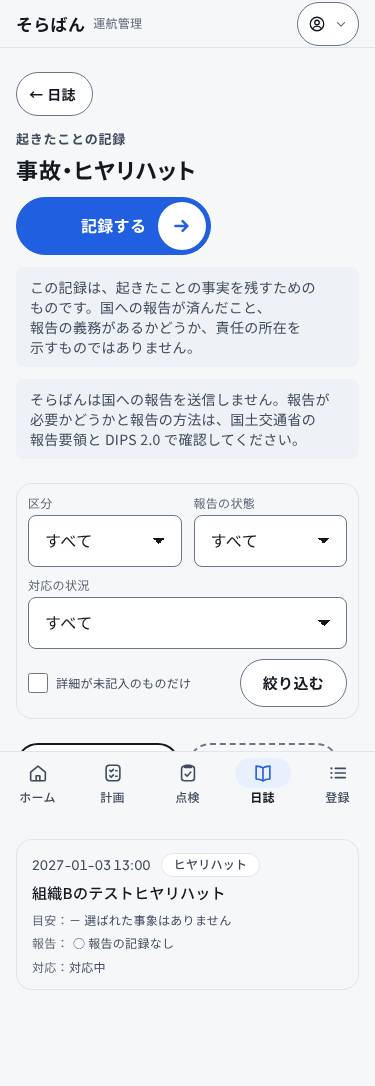 そらばん 運航管理
← 日誌
起きたことの記録
事故・ヒヤリハット
記録する
この記録は、起きたことの事実を残すための
ものです。国への報告が済んだこと、
報告の義務があるかどうか、責任の所在を
示すものではありません。
そらばんは国への報告を送信しません。報告が
必要かどうかと報告の方法は、国土交通省の
報告要領と DIPS 2.0 で確認してください。
区分 報告の状態
すべて すべて
対応の状況
すべて
詳細が未記入のものだけ 絞り込む
ホーム 計画 点検 日誌 登録
2027-01-03 13:00 ヒヤリハット
組織Bのテストヒヤリハット
目安：— 選ばれた事象はありません
報告：○ 報告の記録なし
対応：対応中